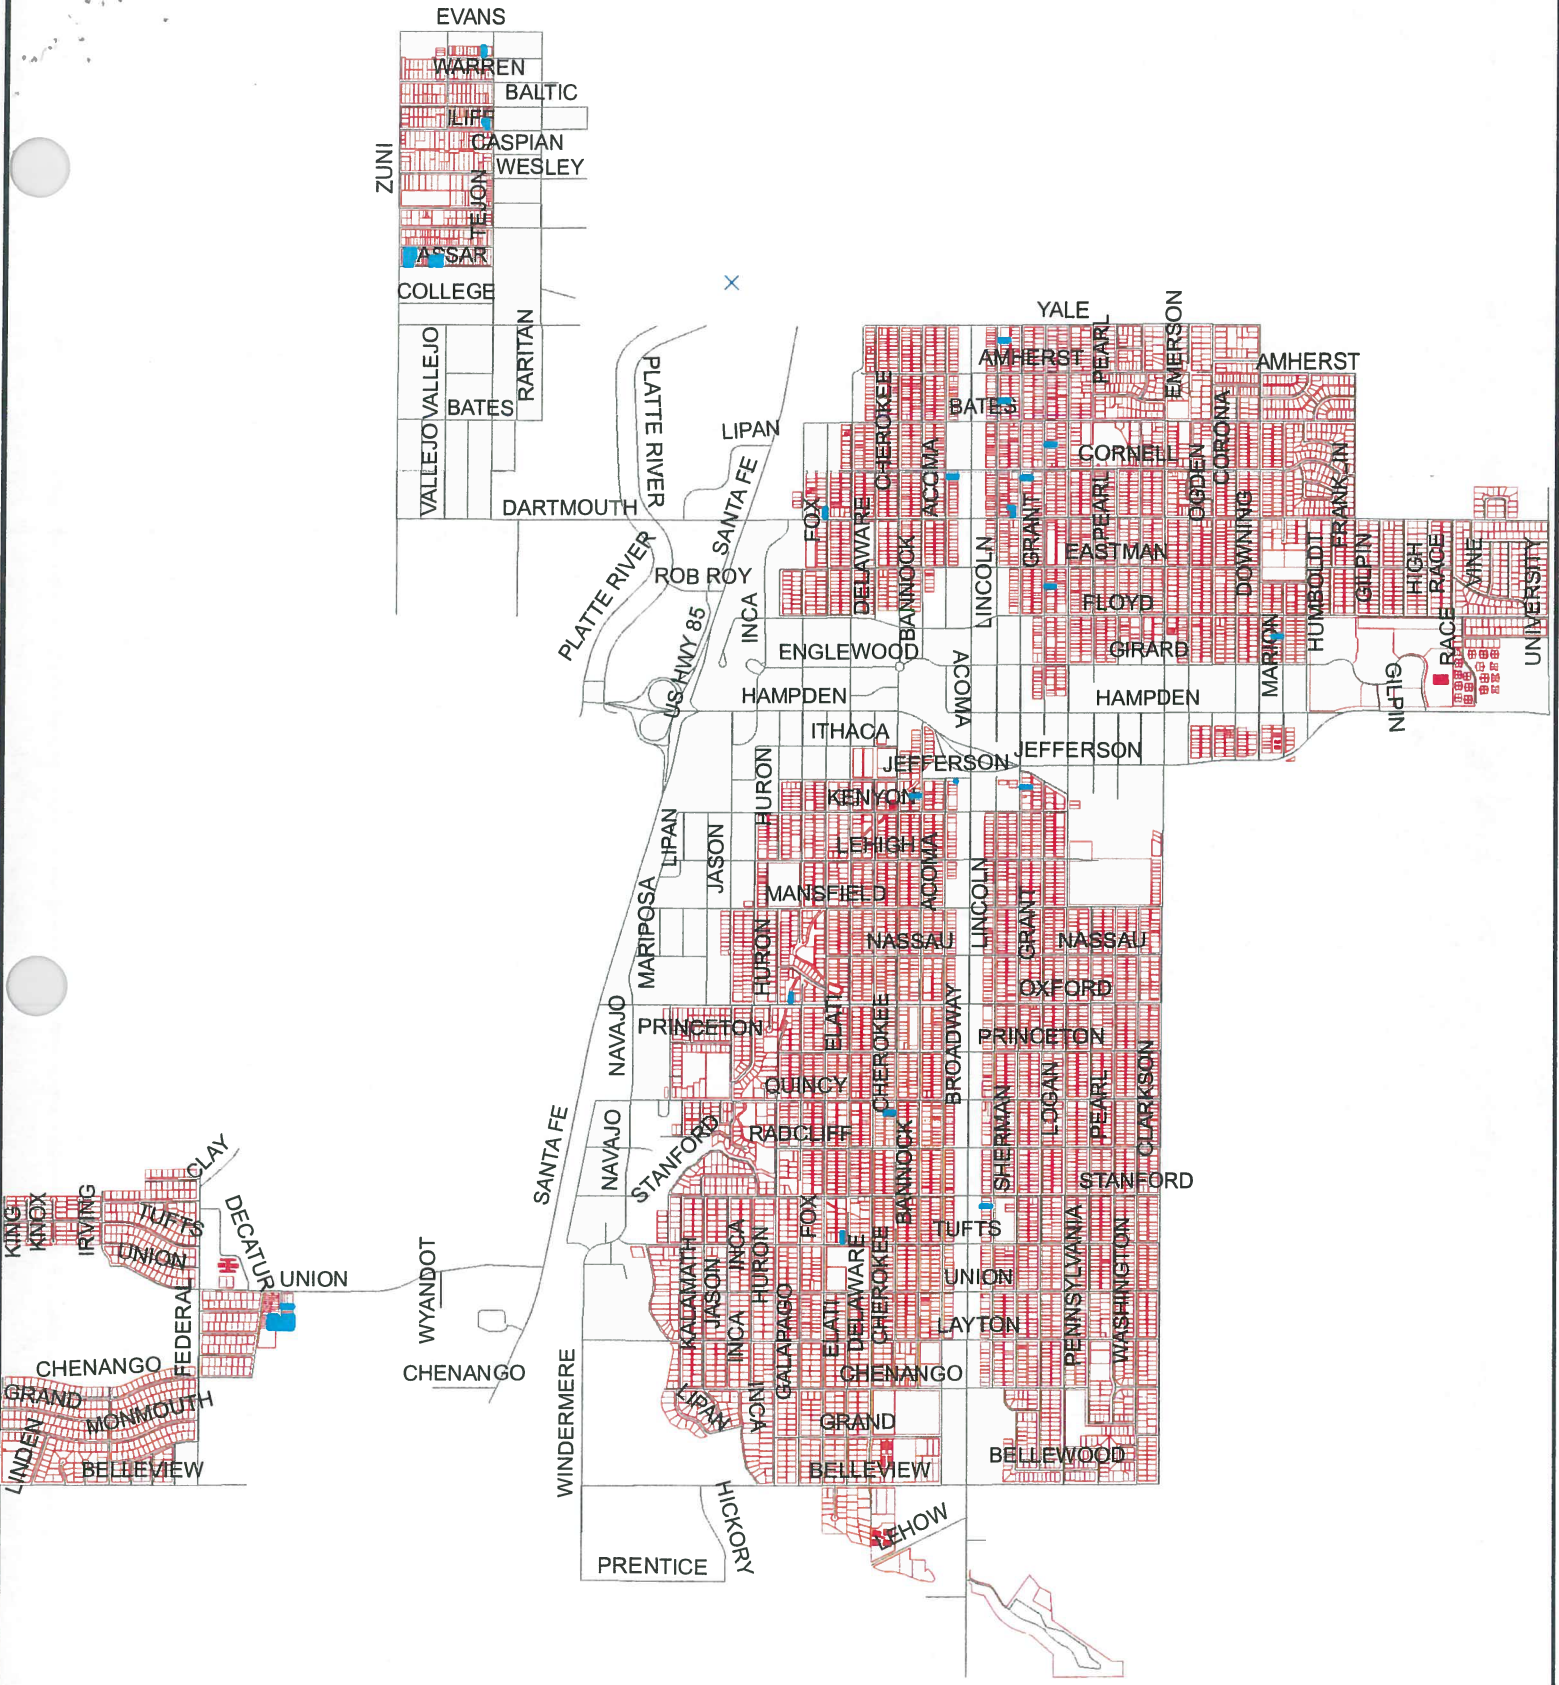 EVANS
WARREN
BALTIC
ILIFF
CASPIAN
WESLEY
ZUNI
TEJON
ASSAR
COLLEGE
YALE
VALLEJO
RARITAN
PLATTE RIVER
AMHERST
PEARL
EMERSON
AMHERST
BATES
CHEROKEE
BATES
CORONA
LIPAN
VALLEJO
ACOMA
CORNELL
OGDEN
FRANKLIN
SANTA FE
DARTMOUTH
FOX
DELAWARE
GRANT
PEARL
DOWNING
EASTMAN
PLATTE RIVER
ROB ROY
BANNOCK
LINCOLN
FLOYD
HUMBOLDT
GILPIN
HIGH
RACE
VINE
UNIVERSITY
INCA
US HWY 85
ENGLEWOOD
ACOMA
GIRARD
MARION
RACE
GILPIN
HAMPDEN
HAMPDEN
ITHACA
JEFFERSON
JEFFERSON
HURON
KENYON
LIPAN
JASON
LEHIGH
ACOMA
MANSFIELD
LINCOLN
GRANT
MARIPOSA
HURON
NASSAU
NASSAU
OXFORD
NAVAJO
PRINCETON
ELATI
CHEROKEE
BROADWAY
PRINCETON
QUINCY
LOGAN
PEARL
CLARKSON
SANTA FE
NAVAJO
STANFORD
RADCLIFF
BANNOCK
SHERMAN
STANFORD
CLAY
KING
KNOX
IRVING
TUFTS
DECATUR
UNION
FEDERAL
UNION
WYANDOT
FOX
TUFTS
KALAMATH
JASON
INCA
HURON
GALAPAGO
ELATI
DELAWARE
CHEROKEE
UNION
PENNSYLVANIA
WASHINGTON
INCA
LAYTON
CHENANGO
CHENANGO
WINDERMERE
CHENANGO
GRAND
MONMOUTH
LINDEN
BELLEVIEW
LIPAN
INCA
GRAND
BELLEVIEW
BELLEWOOD
HICKORY
LEHOW
PRENTICE
VALLEJO